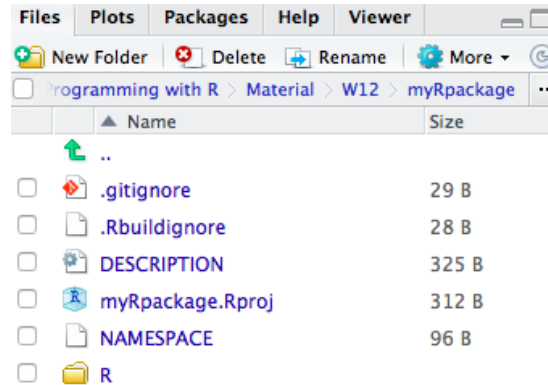 Files Plots Packages Help Viewer
New Folder Delete Rename More
Programming with R > Material > W12 > myRpackage ...
Name Size
..
.gitignore 29 B
.Rbuildignore 28 B
DESCRIPTION 325 B
myRpackage.Rproj 312 B
NAMESPACE 96 B
R